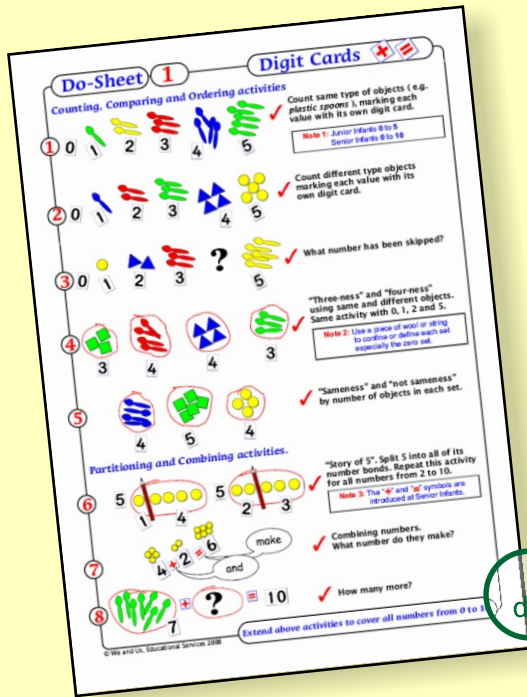 Do-Sheet 1
Digit Cards + =
Counting, Comparing and Ordering activities
1
0 1 2 3 4 5
Count same type of objects ( e.g.
plastic spoons ), marking each
value with its own digit card.
Note 1: Junior Infants 0 to 5
Senior Infants 0 to 10
2
0 1 2 3 4 5
Count different type objects
marking each value with its
own digit card.
3
0 1 2 3 ? 5
What number has been skipped?
4
3 4 4 3
"Three-ness" and "four-ness"
using same and different objects.
Same activity with 0, 1, 2 and 5.
Note 2: Use a piece of wool or string
to confine or define each set
especially the zero set.
5
4 5 4
"Sameness" and "not sameness"
by number of objects in each set.
Partitioning and Combining activities.
6
5 1 4
5 2 3
"Story of 5". Split 5 into all of its
number bonds. Repeat this activity
for all numbers from 2 to 10.
Note 3: The "+" and "=" symbols are
introduced at Senior Infants.
7
4 + 2 = 6
make
and
Combining numbers.
What number do they make?
8
7 + ? = 10
How many more?
Extend above activities to cover all numbers from 0 to
© We and Us. Educational Services 2008
d